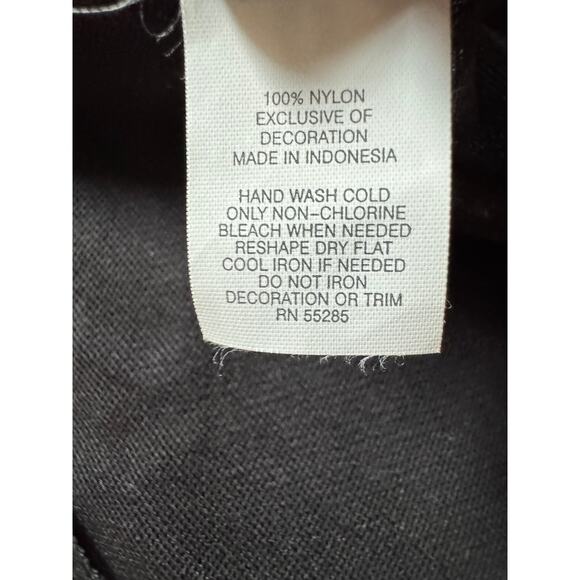 100% NYLON
EXCLUSIVE OF
DECORATION
MADE IN INDONESIA
HAND WASH COLD
ONLY NON-CHLORINE
BLEACH WHEN NEEDED
RESHAPE DRY FLAT
COOL IRON IF NEEDED
DO NOT IRON
DECORATION OR TRIM
RN 55285